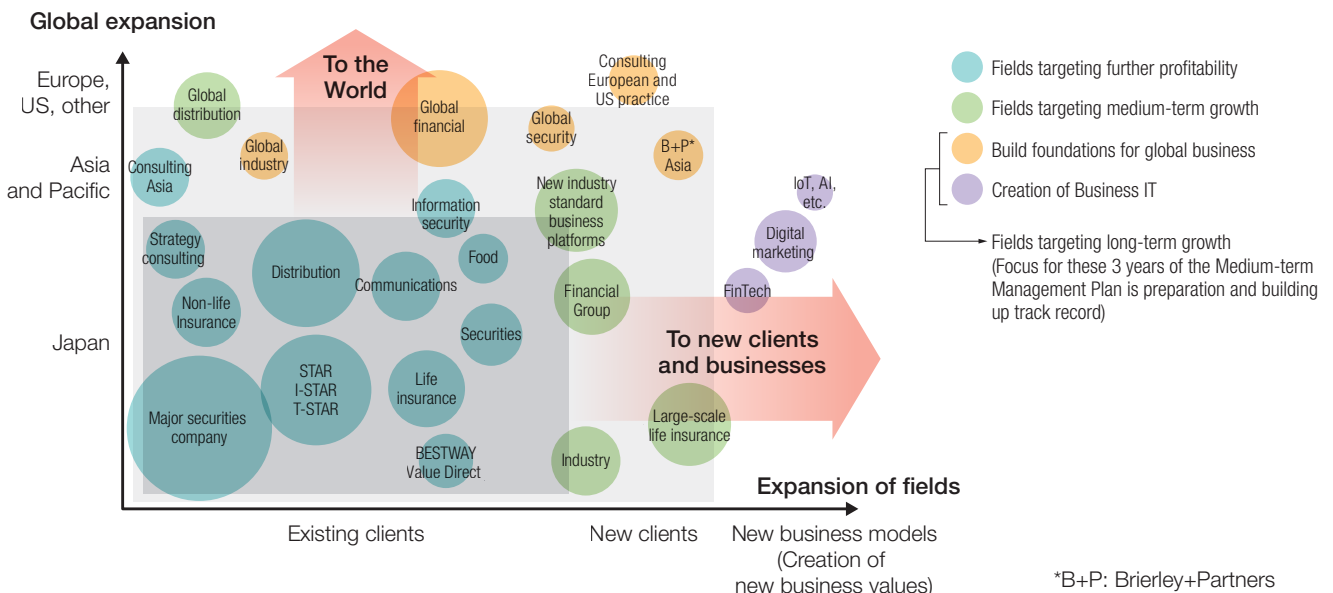 Global expansion
Europe,
US, other
Asia
and Pacific
Japan
To the
World
Global
distribution
Global
industry
Consulting
Asia
Global
financial
Global
security
Consulting
European and
US practice
B+P*
Asia
Information
security
New industry
standard
business
platforms
IoT, AI,
etc.
Digital
marketing
FinTech
Strategy
consulting
Distribution
Communications
Food
Non-life
Insurance
Securities
Financial
Group
To new clients
and businesses
Major securities
company
STAR
I-STAR
T-STAR
Life
insurance
BESTWAY
Value Direct
Industry
Large-scale
life insurance
Expansion of fields
Existing clients
New clients
New business models
(Creation of
new business values)
Fields targeting further profitability
Fields targeting medium-term growth
Build foundations for global business
Creation of Business IT
Fields targeting long-term growth
(Focus for these 3 years of the Medium-term
Management Plan is preparation and building
up track record)
*B+P: Brierley+Partners